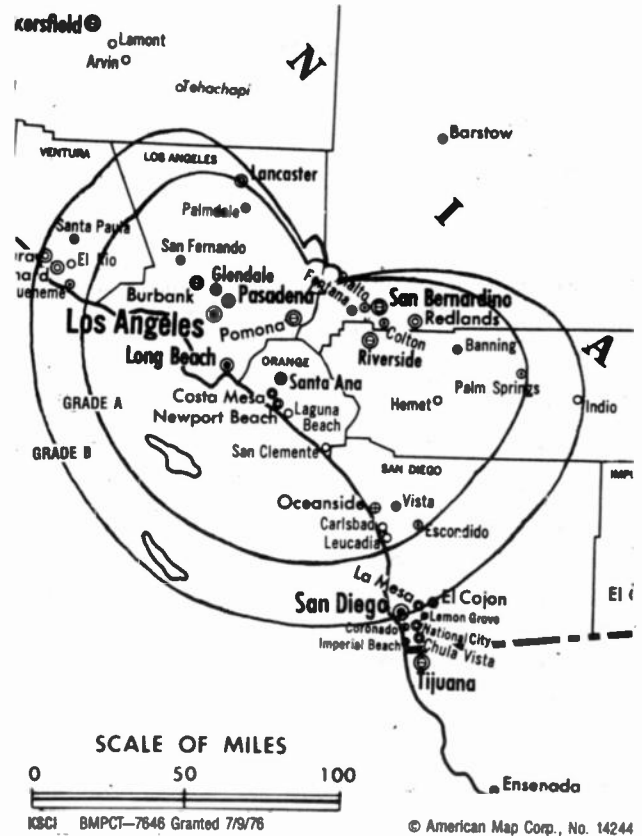 kersfield
Lamont
Arvin
Tehachapi
N
Barstow
VENTURA
LOS ANGELES
Lancaster
Palmdale
I
Santa Paula
San Fernando
El Rio
ueneme
Glendale
Burbank
Pasadena
Fontana
Rialto
San Bernardino
Los Angeles
Pomona
Redlands
Colton
Riverside
Banning
A
Long Beach
ORANGE
Santa Ana
Palm Springs
Costa Mesa
Newport Beach
Laguna
Beach
Hemet
Indio
GRADE A
GRADE B
San Clemente
SAN DIEGO
Oceanside
Vista
Carlsbad
Escondido
Leucadia
La Mesa
El Cojon
San Diego
Lemon Grove
Coronado
National City
Imperial Beach
Chula Vista
Tijuana
Ensenada
SCALE OF MILES
0 50 100
KSCI BMPCT—7646 Granted 7/9/76
© American Map Corp., No. 14244